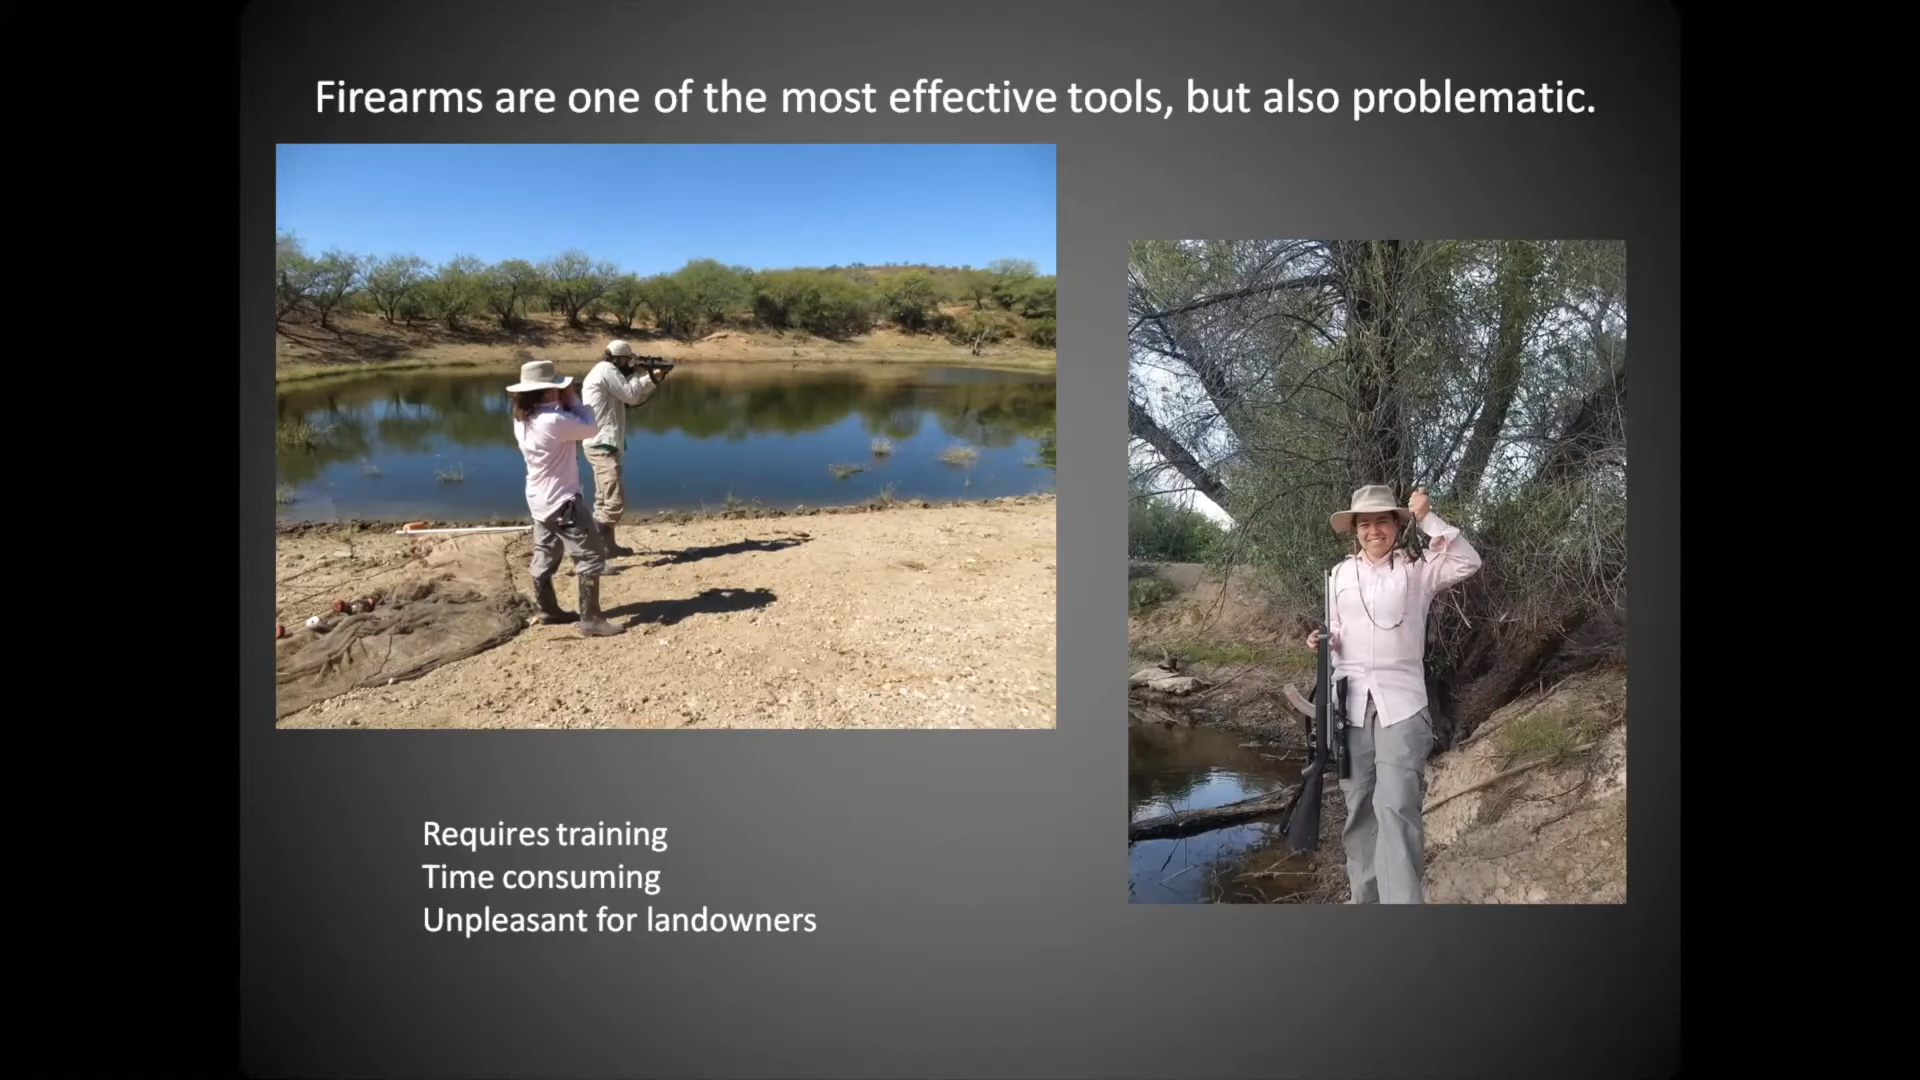 Firearms are one of the most effective tools, but also problematic.
Requires training
Time consuming
Unpleasant for landowners